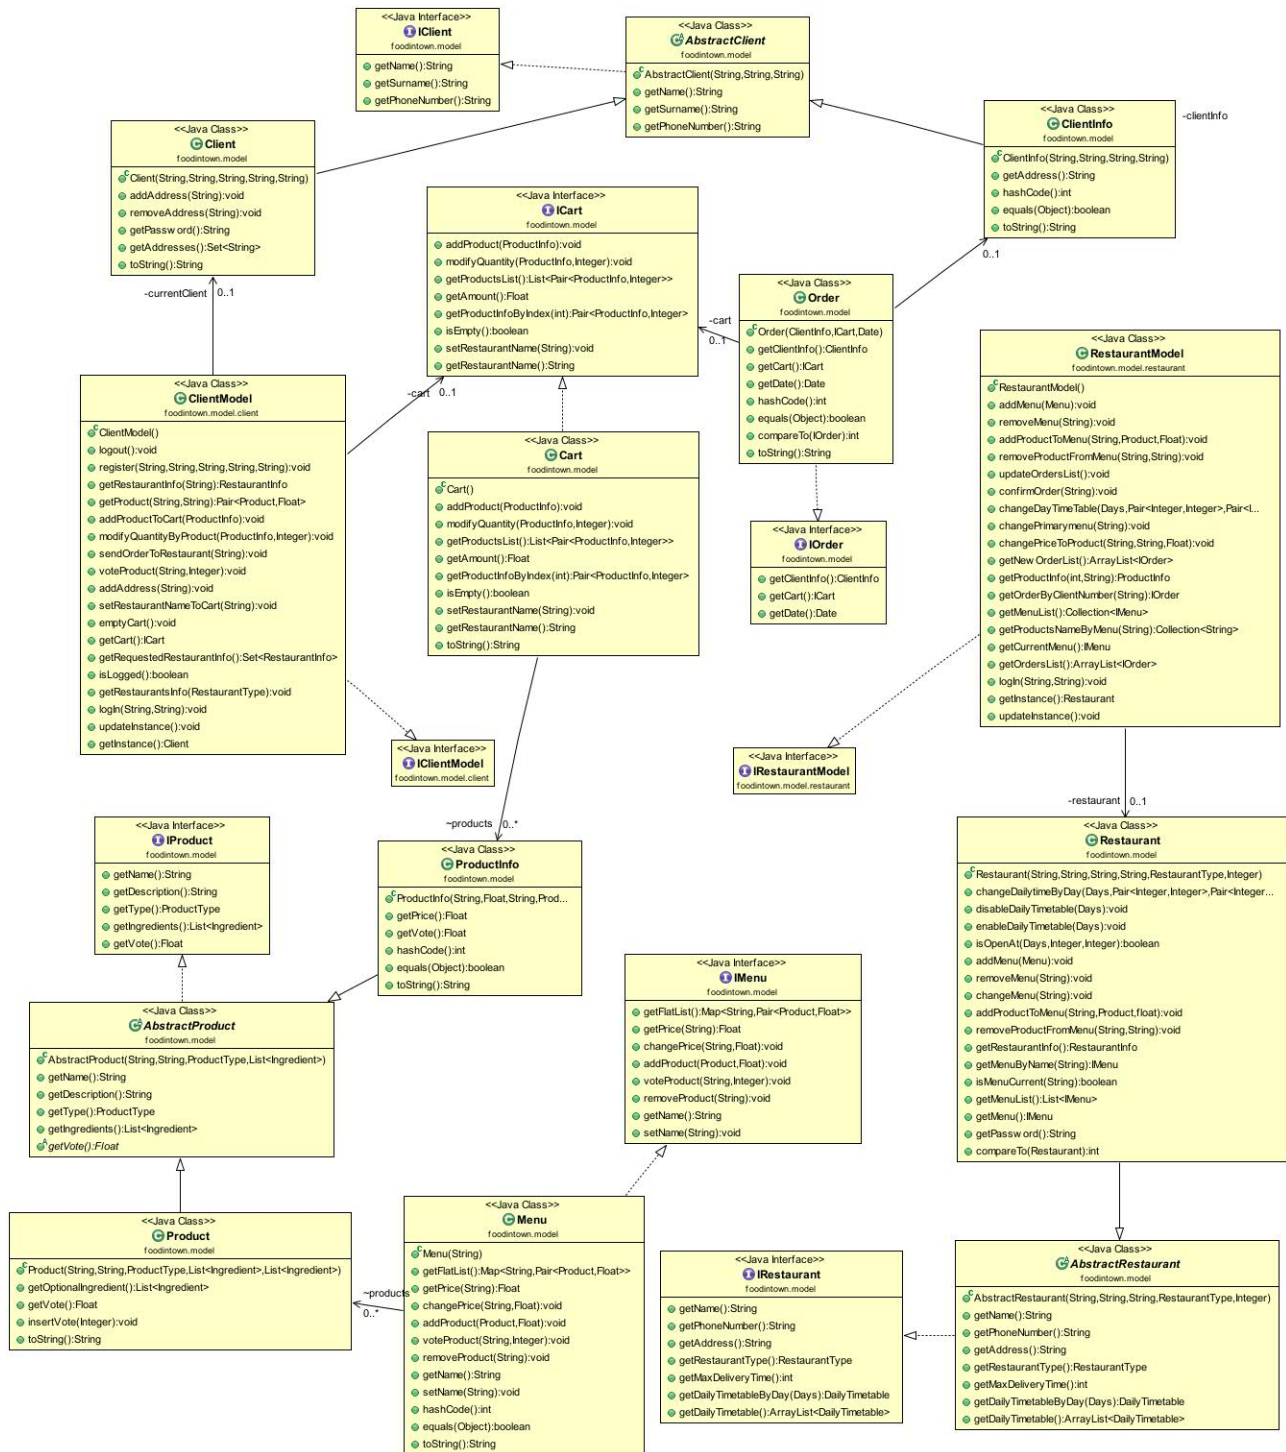 <<Java Interface>>
IClient
foodintown.model
getName():String
getSurname():String
getPhoneNumber():String
<<Java Class>>
AbstractClient
foodintown.model
AbstractClient(String,String,String)
getName():String
getSurname():String
getPhoneNumber():String
<<Java Class>>
ClientInfo
foodintown.model
ClientInfo(String,String,String,String)
getAddress():String
hashCode():int
equals(Object):boolean
toString():String
-clientInfo
0..1
<<Java Class>>
Client
foodintown.model
Client(String,String,String,String,String)
addAddress(String):void
removeAddress(String):void
getPassword():String
getAddresses():Set<String>
toString():String
-currentClient
0..1
<<Java Interface>>
ICart
foodintown.model
addProduct(ProductInfo):void
modifyQuantity(ProductInfo,Integer):void
getProductsList():List<Pair<ProductInfo,Integer>>
getAmount():Float
getProductInfoByIndex(int):Pair<ProductInfo,Integer>
isEmpty():boolean
setRestaurantName(String):void
getRestaurantName():String
-cart
0..1
-cart
0..1
<<Java Class>>
Order
foodintown.model
Order(ClientInfo,ICart,Date)
getClientInfo():ClientInfo
getCart():ICart
getDate():Date
hashCode():int
equals(Object):boolean
compareTo(IOrder):int
toString():String
<<Java Class>>
RestaurantModel
foodintown.model.restaurant
RestaurantModel()
addMenu(Menu):void
removeMenu(String):void
addProductToMenu(String,Product,Float):void
removeProductFromMenu(String,String):void
updateOrdersList():void
confirmOrder(String):void
changeDayTimeTable(Days,Pair<Integer,Integer>,Pair<I...
changePrimarymenu(String):void
changePriceToProduct(String,String,Float):void
getNewOrderList():ArrayList<IOrder>
getProductInfo(int,String):ProductInfo
getOrderByClientNumber(String):IOrder
getMenuList():Collection<IMenu>
getProductsNameByMenu(String):Collection<String>
getCurrentMenu():IMenu
getOrdersList():ArrayList<IOrder>
logIn(String,String):void
getInstance():Restaurant
updateInstance():void
<<Java Class>>
ClientModel
foodintown.model.client
ClientModel()
logout():void
register(String,String,String,String,String):void
getRestaurantInfo(String):RestaurantInfo
getProduct(String,String):Pair<Product,Float>
addProductToCart(ProductInfo):void
modifyQuantityByProduct(ProductInfo,Integer):void
sendOrderToRestaurant(String):void
voteProduct(String,Integer):void
addAddress(String):void
setRestaurantNameToCart(String):void
emptyCart():void
getCart():ICart
getRequestedRestaurantInfo():Set<RestaurantInfo>
isLogged():boolean
getRestaurantsInfo(RestaurantType):void
logIn(String,String):void
updateInstance():void
getInstance():Client
<<Java Class>>
Cart
foodintown.model
Cart()
addProduct(ProductInfo):void
modifyQuantity(ProductInfo,Integer):void
getProductsList():List<Pair<ProductInfo,Integer>>
getAmount():Float
getProductInfoByIndex(int):Pair<ProductInfo,Integer>
isEmpty():boolean
setRestaurantName(String):void
getRestaurantName():String
toString():String
<<Java Interface>>
IOrder
foodintown.model
getClientInfo():ClientInfo
getCart():ICart
getDate():Date
<<Java Interface>>
IClientModel
foodintown.model.client
<<Java Interface>>
IRestaurantModel
foodintown.model.restaurant
-restaurant
0..1
~products
0..*
<<Java Interface>>
IProduct
foodintown.model
getName():String
getDescription():String
getType():ProductType
getIngredients():List<Ingredient>
getVote():Float
<<Java Class>>
ProductInfo
foodintown.model
ProductInfo(String,Float,String,Prod...
getPrice():Float
getVote():Float
hashCode():int
equals(Object):boolean
toString():String
<<Java Class>>
Restaurant
foodintown.model
Restaurant(String,String,String,String,RestaurantType,Integer)
changeDailytimeByDay(Days,Pair<Integer,Integer>,Pair<Integer...
disableDailyTimetable(Days):void
enableDailyTimetable(Days):void
isOpenAt(Days,Integer,Integer):boolean
addMenu(Menu):void
removeMenu(String):void
changeMenu(String):void
addProductToMenu(String,Product,float):void
removeProductFromMenu(String,String):void
getRestaurantInfo():RestaurantInfo
getMenuByName(String):IMenu
isMenuCurrent(String):boolean
getMenuList():List<IMenu>
getMenu():IMenu
getPassword():String
compareTo(Restaurant):int
<<Java Interface>>
IMenu
foodintown.model
getFlatList():Map<String,Pair<Product,Float>>
getPrice(String):Float
changePrice(String,Float):void
addProduct(Product,Float):void
voteProduct(String,Integer):void
removeProduct(String):void
getName():String
setName(String):void
<<Java Class>>
AbstractProduct
foodintown.model
AbstractProduct(String,String,ProductType,List<Ingredient>)
getName():String
getDescription():String
getType():ProductType
getIngredients():List<Ingredient>
getVote():Float
<<Java Class>>
Product
foodintown.model
Product(String,String,ProductType,List<Ingredient>,List<Ingredient>)
getOptionalIngredient():List<Ingredient>
getVote():Float
insertVote(Integer):void
toString():String
~products
0..*
<<Java Class>>
Menu
foodintown.model
Menu(String)
getFlatList():Map<String,Pair<Product,Float>>
getPrice(String):Float
changePrice(String,Float):void
addProduct(Product,Float):void
voteProduct(String,Integer):void
removeProduct(String):void
getName():String
setName(String):void
hashCode():int
equals(Object):boolean
toString():String
<<Java Interface>>
IRestaurant
foodintown.model
getName():String
getPhoneNumber():String
getAddress():String
getRestaurantType():RestaurantType
getMaxDeliveryTime():int
getDailyTimetableByDay(Days):DailyTimetable
getDailyTimetable():ArrayList<DailyTimetable>
<<Java Class>>
AbstractRestaurant
foodintown.model
AbstractRestaurant(String,String,String,RestaurantType,Integer)
getName():String
getPhoneNumber():String
getAddress():String
getRestaurantType():RestaurantType
getMaxDeliveryTime():int
getDailyTimetableByDay(Days):DailyTimetable
getDailyTimetable():ArrayList<DailyTimetable>